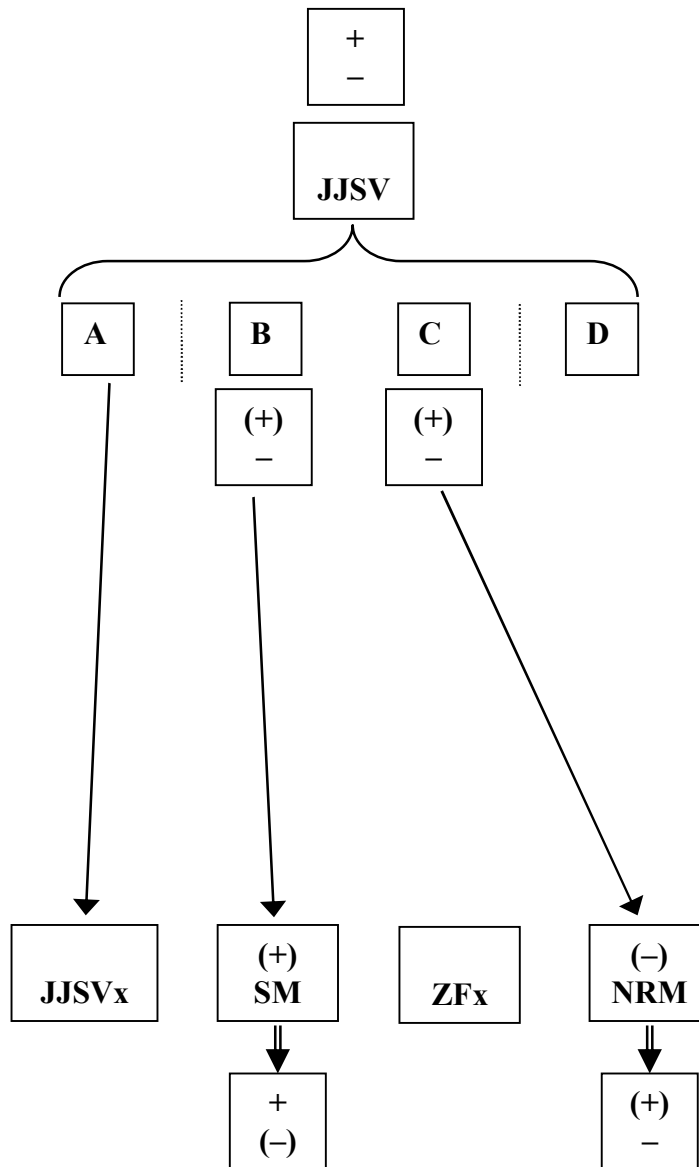 +
–
JJSV
A B C D
(+) (+)
– –
(+) (–)
JJSVx SM ZFx NRM
+ (+)
(–) –